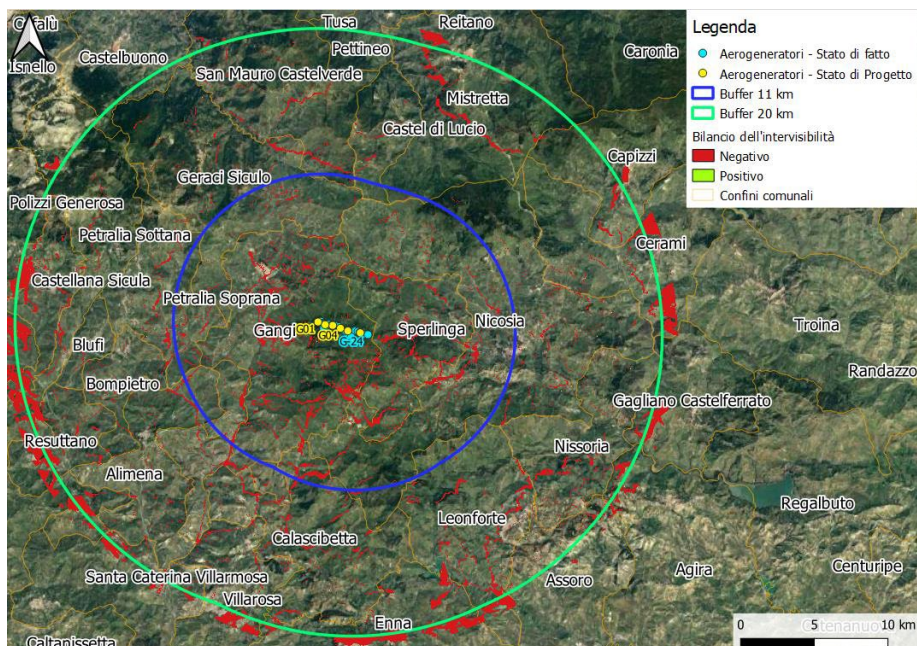 Cefalù
Tusa
Reitano
Pettineo
Castelbuono
Isnello
Caronia
San Mauro Castelverde
Mistretta
Castel di Lucio
Capizzi
Geraci Siculo
Polizzi Generosa
Petralia Sottana
Cerami
Castellana Sicula
Petralia Soprana
Gangi
G01
G04
G-24
Sperlinga
Nicosia
Troina
Blufi
Randazzo
Bompietro
Gagliano Castelferrato
Resuttano
Nissoria
Alimena
Regalbuto
Leonforte
Calascibetta
Santa Caterina Villarmosa
Assoro
Agira
Centuripe
Villarosa
Enna
Caltanissetta
Legenda
Aerogeneratori - Stato di fatto
Aerogeneratori - Stato di Progetto
Buffer 11 km
Buffer 20 km
Bilancio dell'intervisibilità
Negativo
Positivo
Confini comunali
0 5 10 km